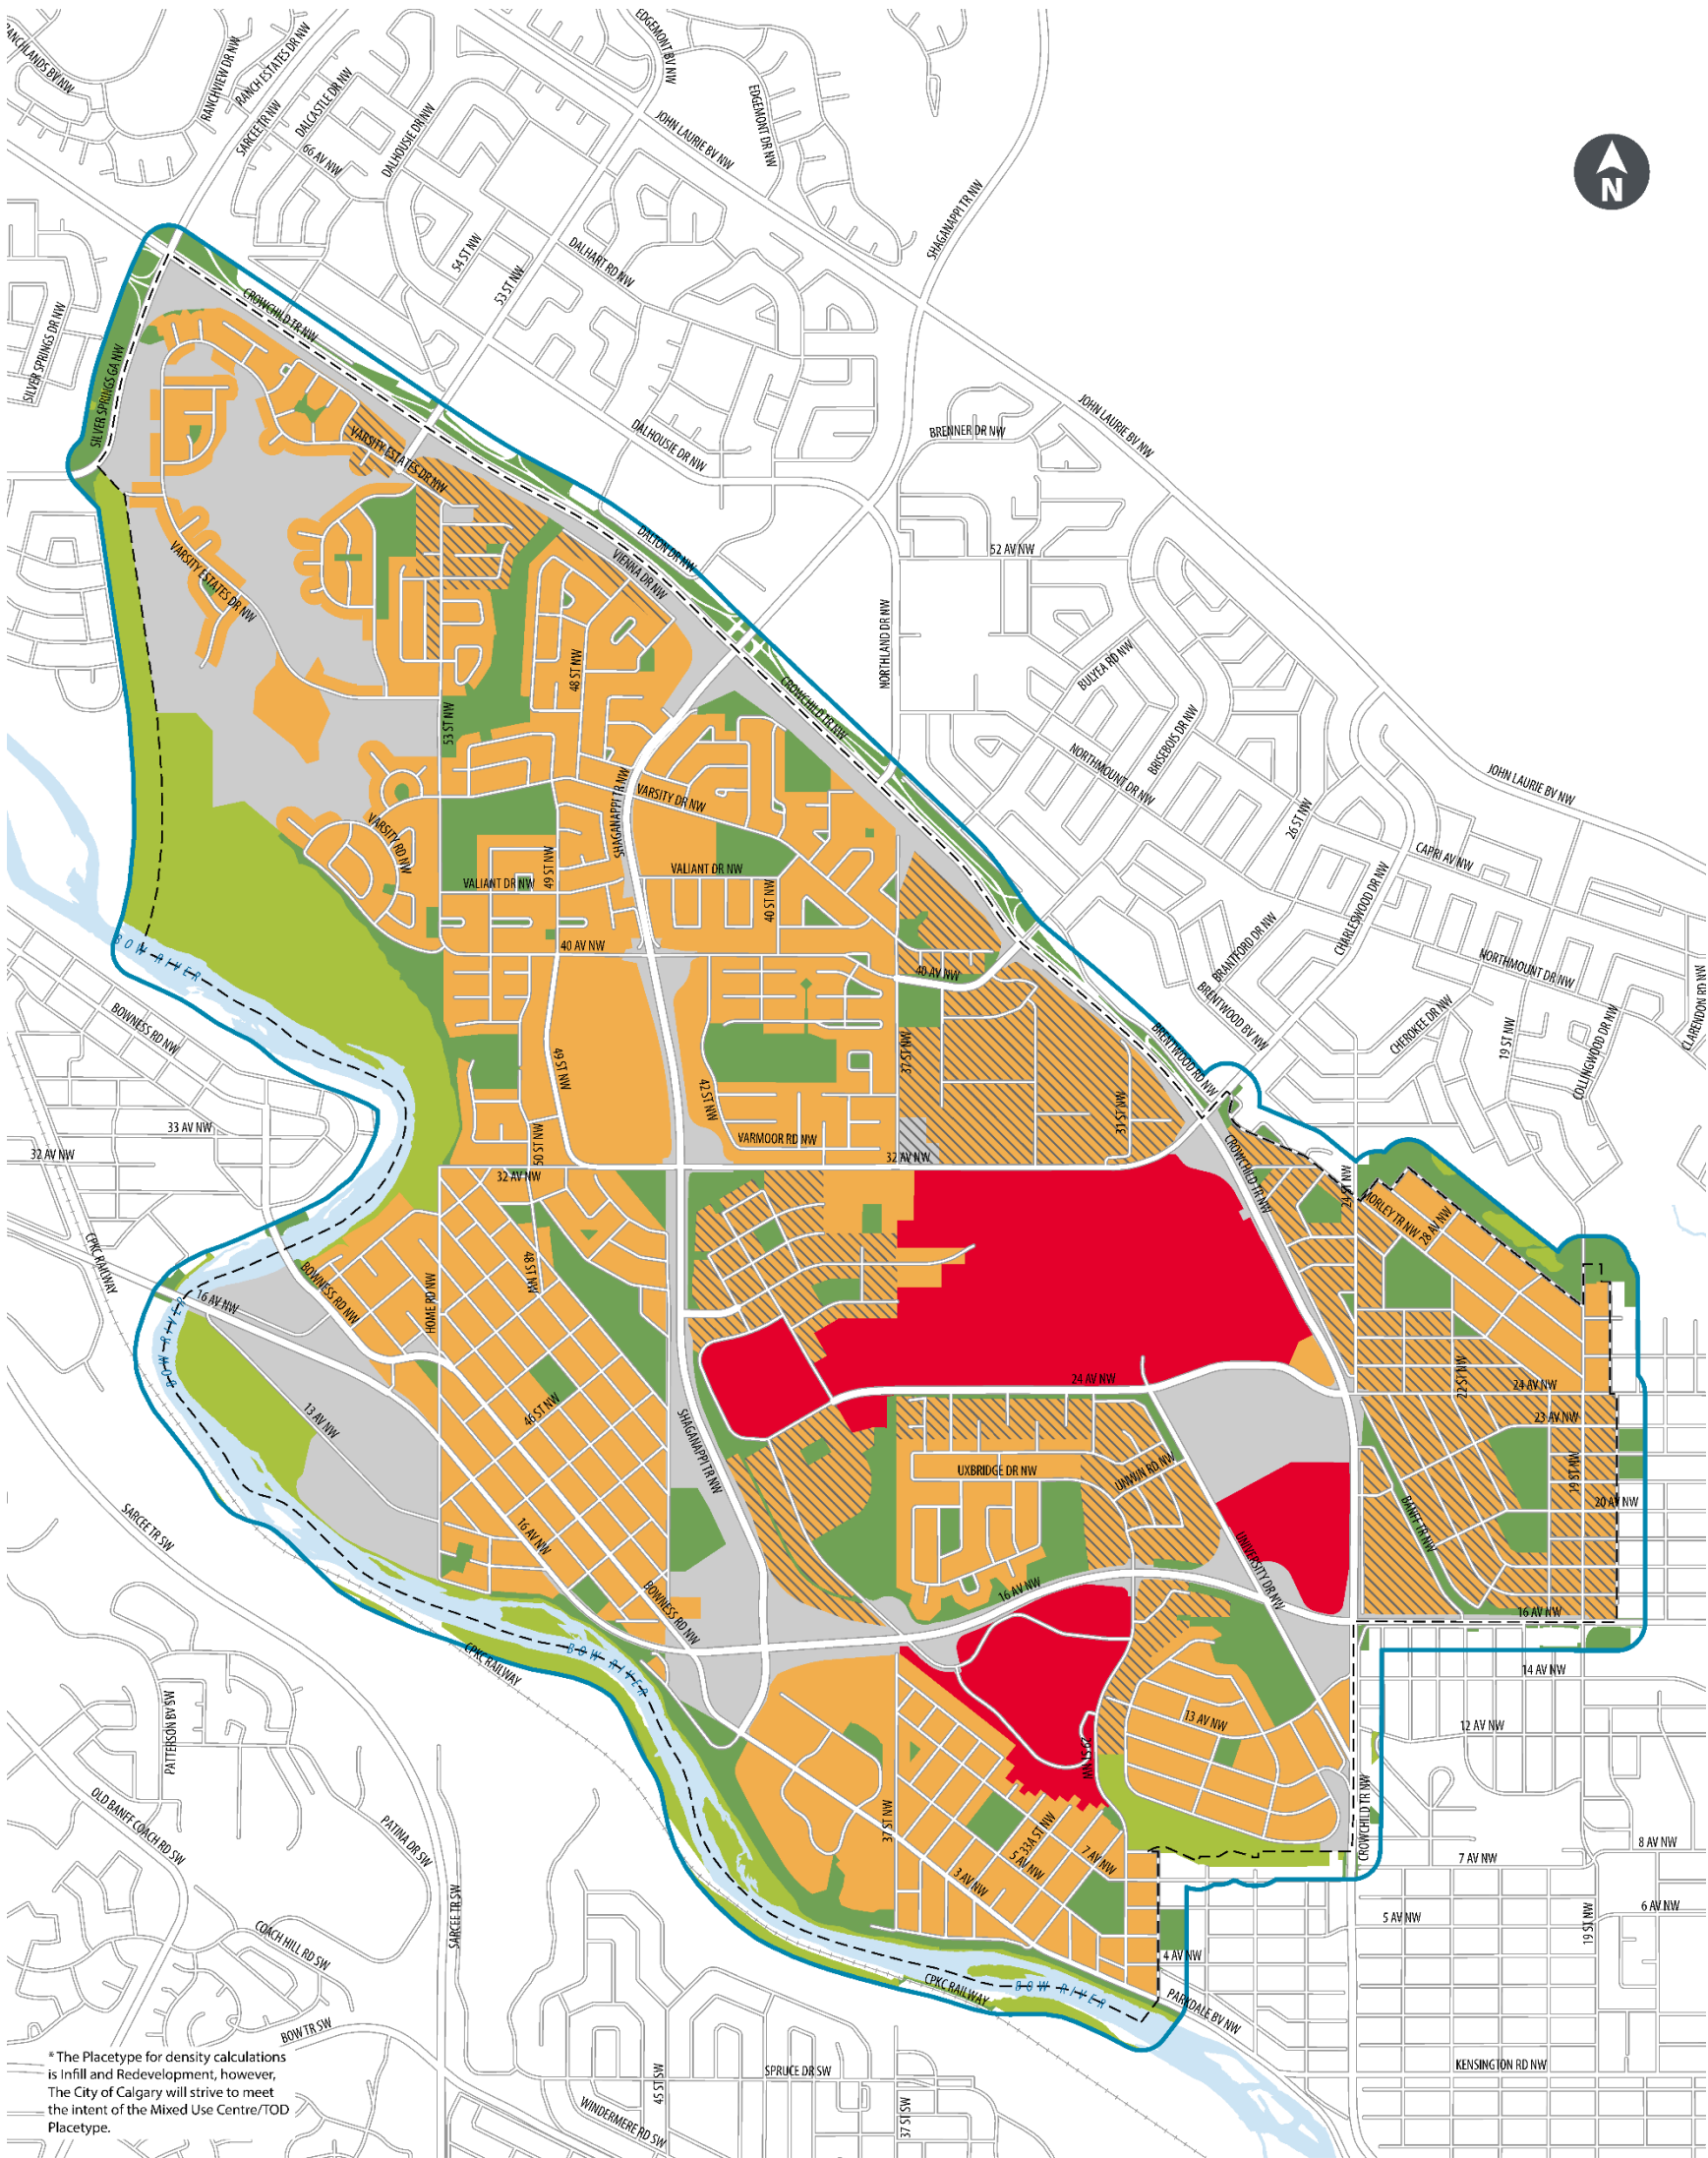 EDGEMONT BV NW
RANCHVIEW DR NW
RANCH ESTATES DR NW
SARCEE TR NW
DALCASTLE DR NW
66 AV NW
DALHOUSIE DR NW
JOHN LAURIE BV NW
EDGEMONT DR NW
N
SHAGANAPPI TR NW
54 ST NW
53 ST NW
DALHART RD NW
SILVER SPRINGS DR NW
SILVER SPRINGS GA NW
CROWCHILD TR NW
JOHN LAURIE BV NW
BRENNER DR NW
DALHOUSIE DR NW
VARSITY ESTATES DR NW
DALTON DR NW
VIENNA DR NW
52 AV NW
VARSITY ESTATES DR NW
NORTHLAND DR NW
BULYEA RD NW
48 ST NW
53 ST NW
CROWCHILD TR NW
BRISEBOIS DR NW
NORTHMOUNT DR NW
JOHN LAURIE BV NW
SHAGANAPPI TR NW
VARSITY DR NW
26 ST NW
VARSITY RD NW
CAPRI AV NW
VALIANT DR NW
49 ST NW
VALIANT DR NW
40 ST NW
CHARLESWOOD DR NW
BRANTFORD DR NW
BOW RIVER
40 AV NW
40 AV NW
NORTHMOUNT DR NW
BRENTWOOD BV NW
CLARENDON RD NW
BOWNESS RD NW
CHEROKEE DR NW
19 ST NW
COLLINGWOOD DR NW
37 ST NW
BRENTWOOD RD NW
49 ST NW
42 ST NW
31 ST NW
33 AV NW
32 AV NW
50 ST NW
VARMOOR RD NW
32 AV NW
32 AV NW
CROWCHILD TR NW
24 ST NW
MORLEY TR NW
28 AV NW
CPKC RAILWAY
48 ST NW
BOWNESS RD NW
HOME RD NW
16 AV NW
BOW RIVER
24 AV NW
22 ST NW
24 AV NW
13 AV NW
46 ST NW
SHAGANAPPI TR NW
23 AV NW
UXBRIDGE DR NW
UNWIN RD NW
19 ST NW
20 AV NW
BANFF TR NW
SARCEE TR SW
16 AV NW
UNIVERSITY DR NW
16 AV NW
BOWNESS RD NW
16 AV NW
CPKC RAILWAY
BOW RIVER
14 AV NW
PATTERSON BV SW
13 AV NW
12 AV NW
29 ST NW
OLD BANFF COACH RD SW
PATINA DR SW
37 ST NW
33A ST NW
5 AV NW
7 AV NW
3 AV NW
CROWCHILD TR NW
8 AV NW
7 AV NW
6 AV NW
5 AV NW
19 ST NW
SARCEE TR SW
COACH HILL RD SW
4 AV NW
CPKC RAILWAY
BOW RIVER
PARKDALE BV NW
BOW TR SW
* The Placetype for density calculations
is Infill and Redevelopment, however,
The City of Calgary will strive to meet
the intent of the Mixed Use Centre/TOD
Placetype.
45 ST SW
SPRUCE DR SW
KENSINGTON RD NW
WINDERMERE RD SW
37 ST SW